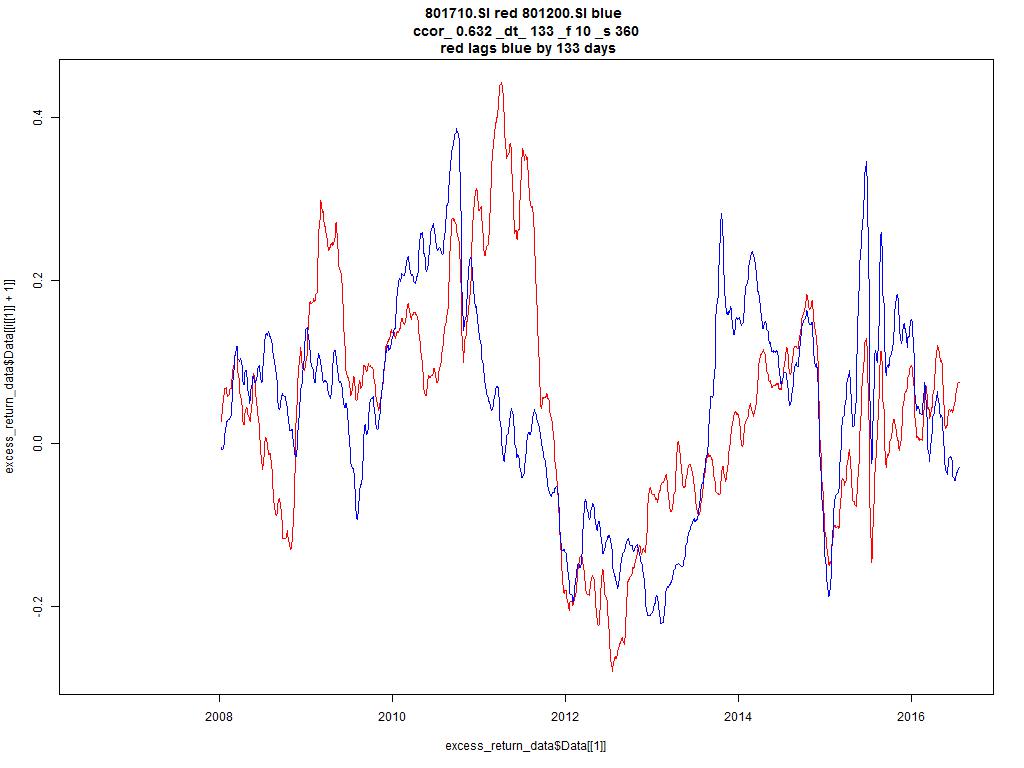 801710.SI red 801200.SI blue
ccor_ 0.632 _dt_ 133 _f 10 _s 360
red lags blue by 133 days
excess_return_data$Data[[i[1]] + 1]]
0.4
0.2
0.0
-0.2
2008
2010
2012
2014
2016
excess_return_data$Data[[1]]